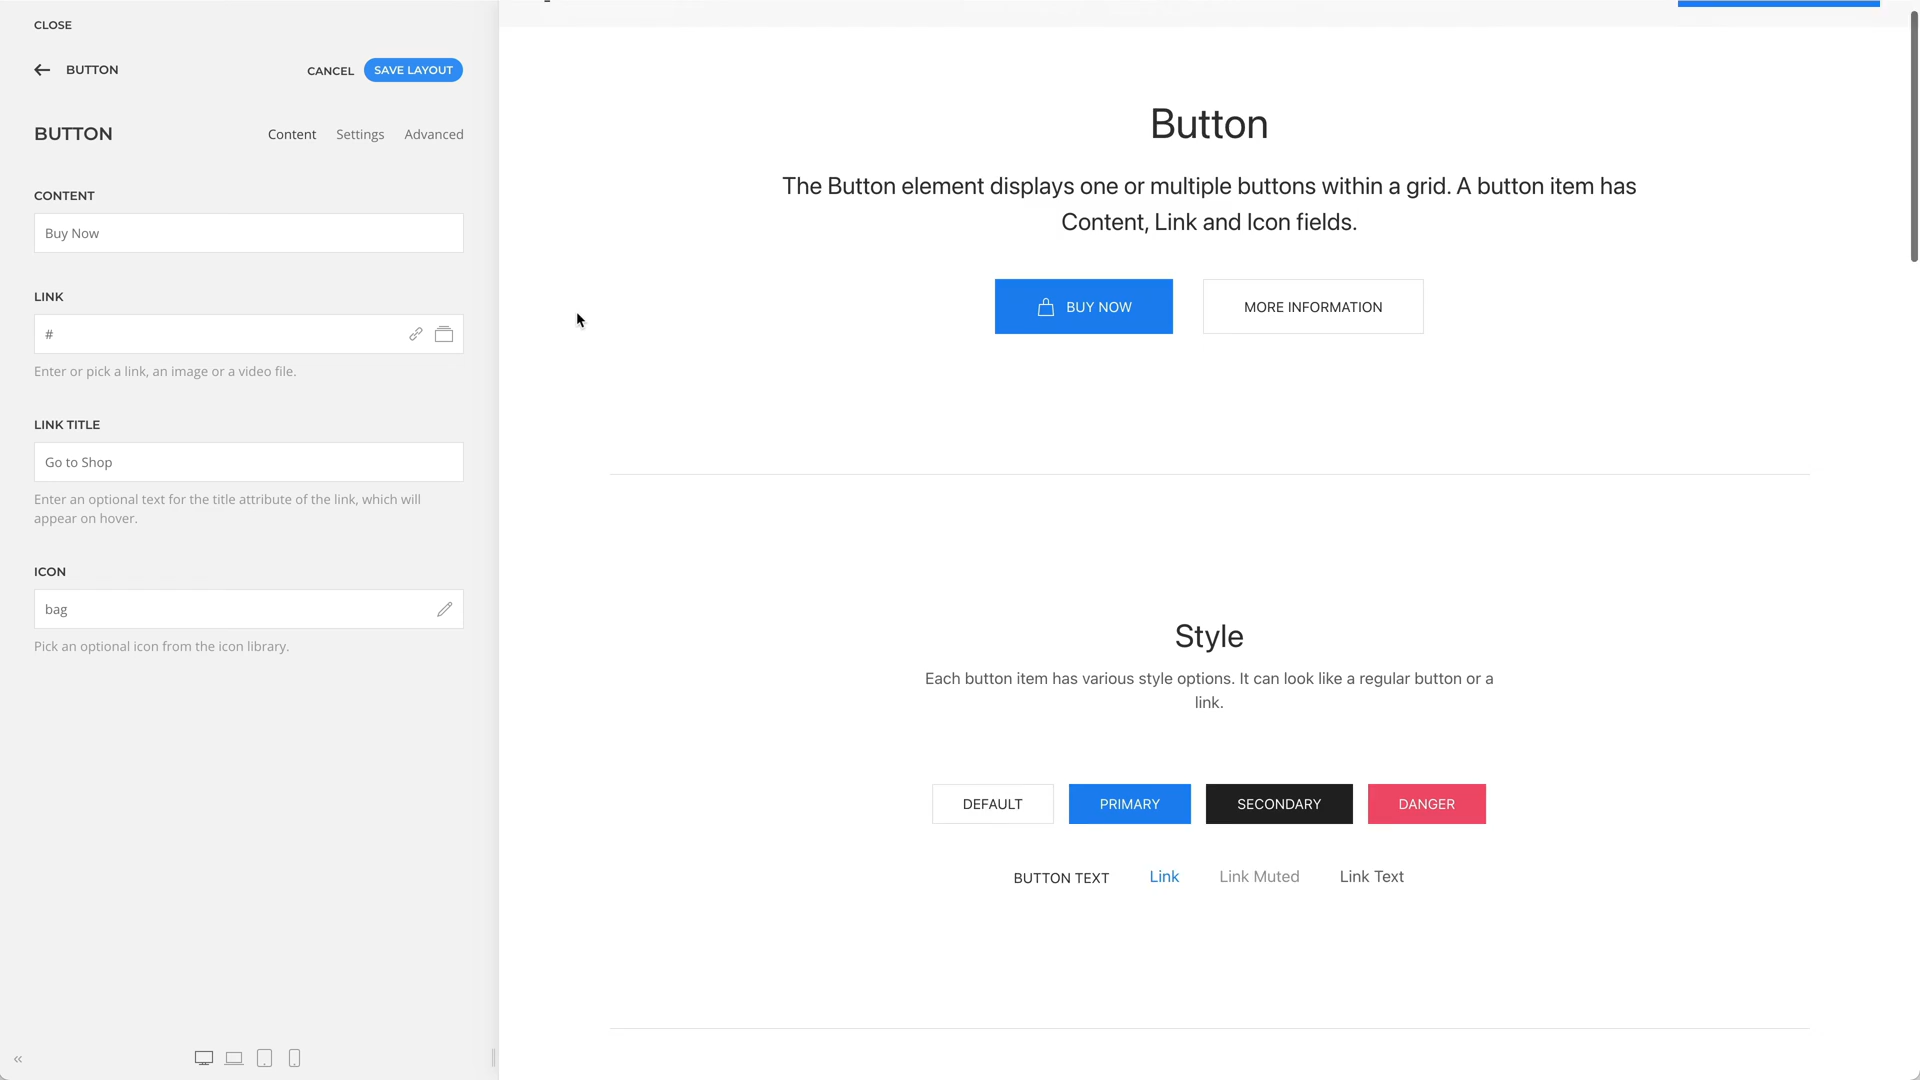 CLOSE
BUTTON
CANCEL
SAVE LAYOUT
BUTTON
Content
Settings
Advanced
CONTENT
Buy Now
LINK
#
Enter or pick a link, an image or a video file.
LINK TITLE
Go to Shop
Enter an optional text for the title attribute of the link, which will
appear on hover.
ICON
bag
Pick an optional icon from the icon library.
Button
The Button element displays one or multiple buttons within a grid. A button item has
Content, Link and Icon fields.
BUY NOW
MORE INFORMATION
Style
Each button item has various style options. It can look like a regular button or a
link.
DEFAULT
PRIMARY
SECONDARY
DANGER
BUTTON TEXT
Link
Link Muted
Link Text